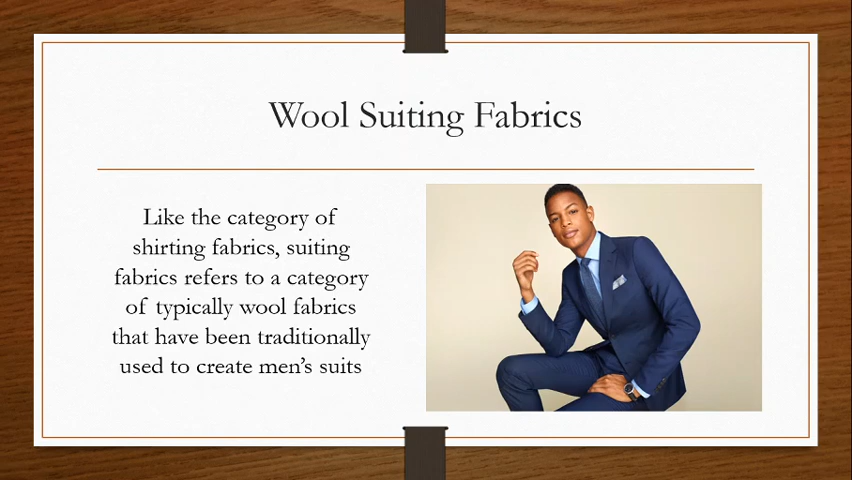 Wool Suiting Fabrics
Like the category of
shirting fabrics, suiting
fabrics refers to a category
of typically wool fabrics
that have been traditionally
used to create men’s suits